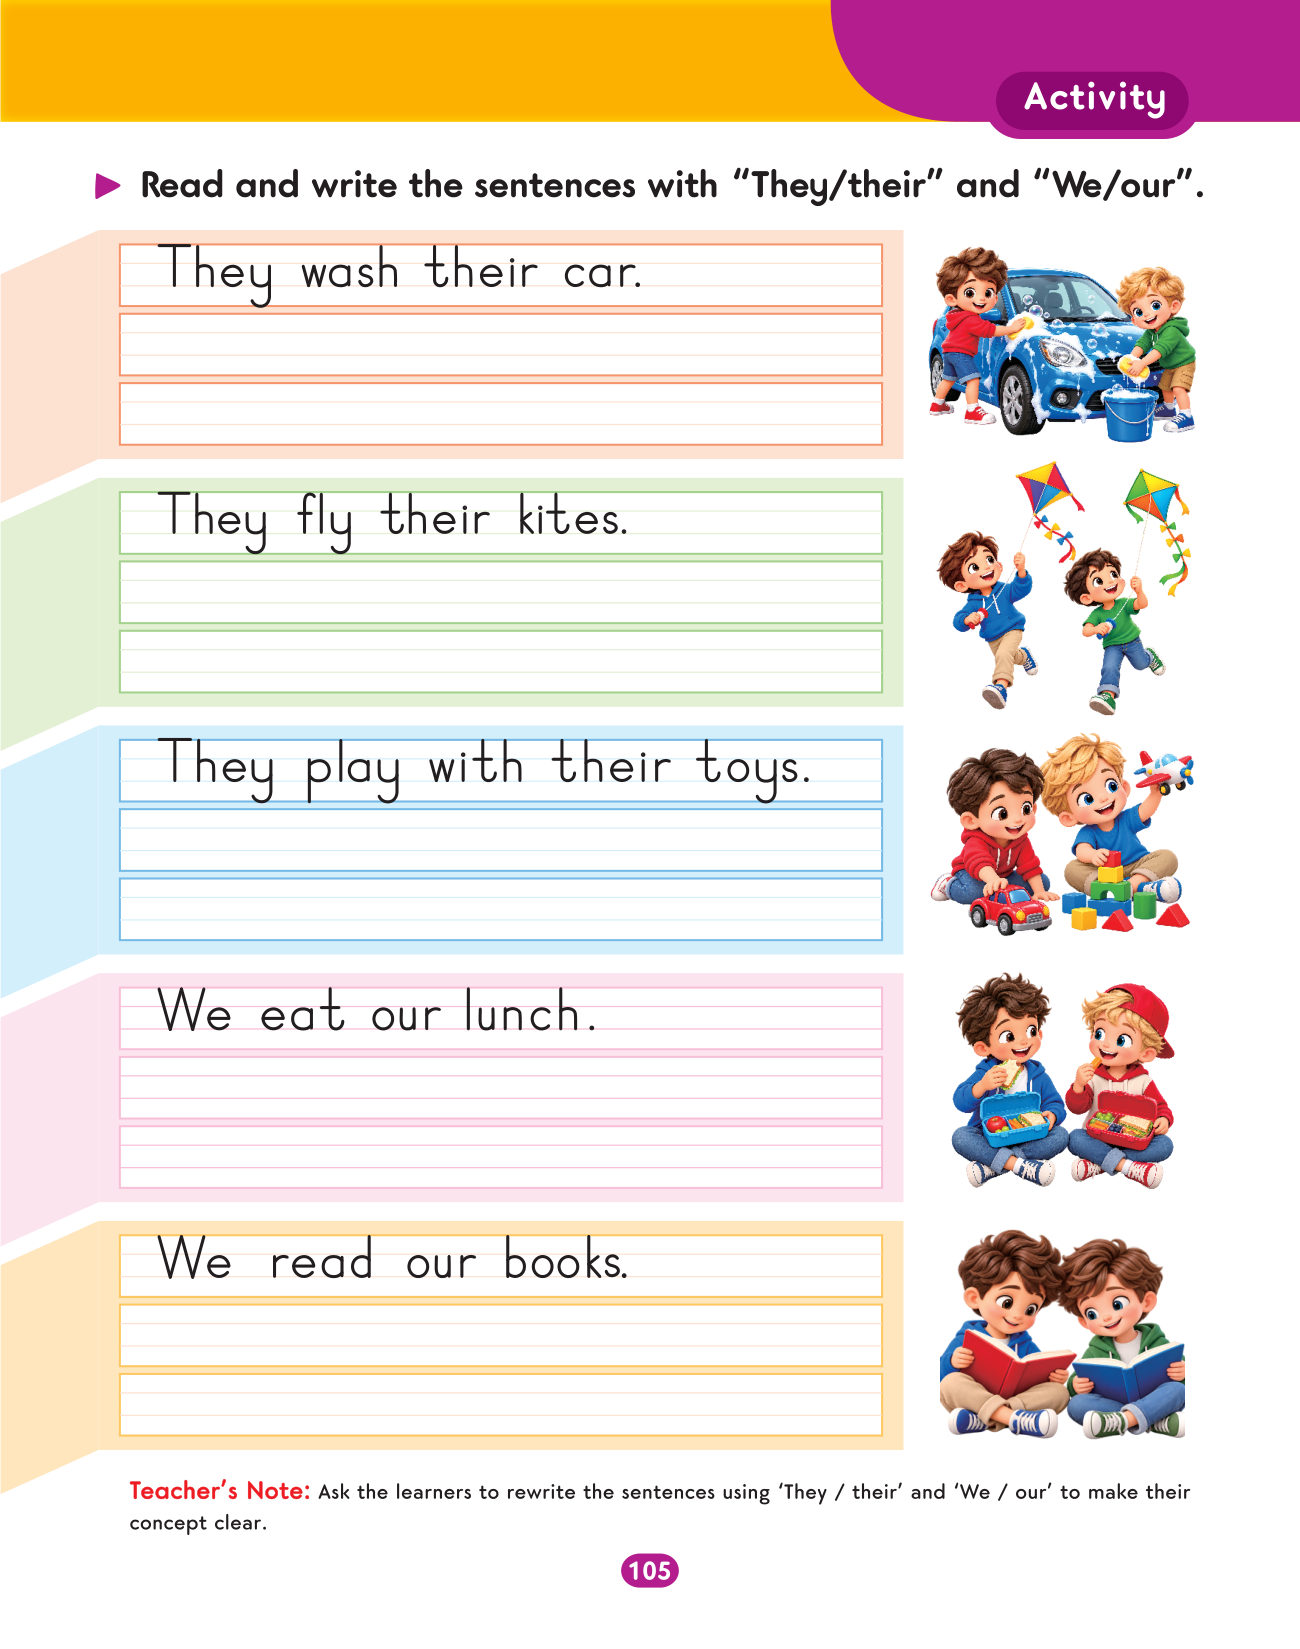 Activity
Read and write the sentences with “They/their” and “We/our”.
They wash their car.
They fly their kites.
They play with their toys.
We eat our lunch.
We read our books.
Teacher’s Note: Ask the learners to rewrite the sentences using ‘They / their’ and ‘We / our’ to make their
concept clear.
105